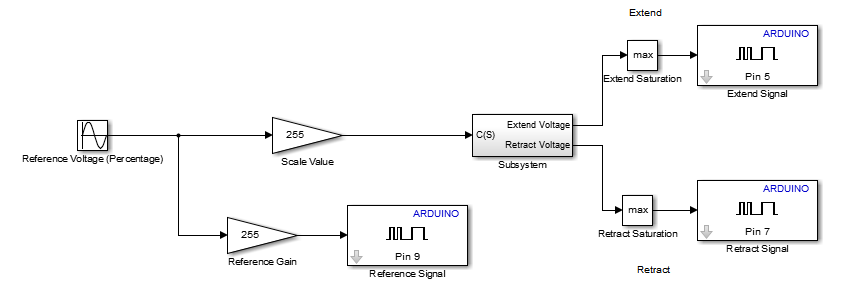 Extend
ARDUINO
max
Pin 5
Extend Saturation
Extend Signal
255
C(S)
Extend Voltage
Retract Voltage
Reference Voltage (Percentage)
Scale Value
Subsystem
ARDUINO
max
Pin 7
Retract Saturation
Retract Signal
ARDUINO
255
Pin 9
Reference Gain
Reference Signal
Retract